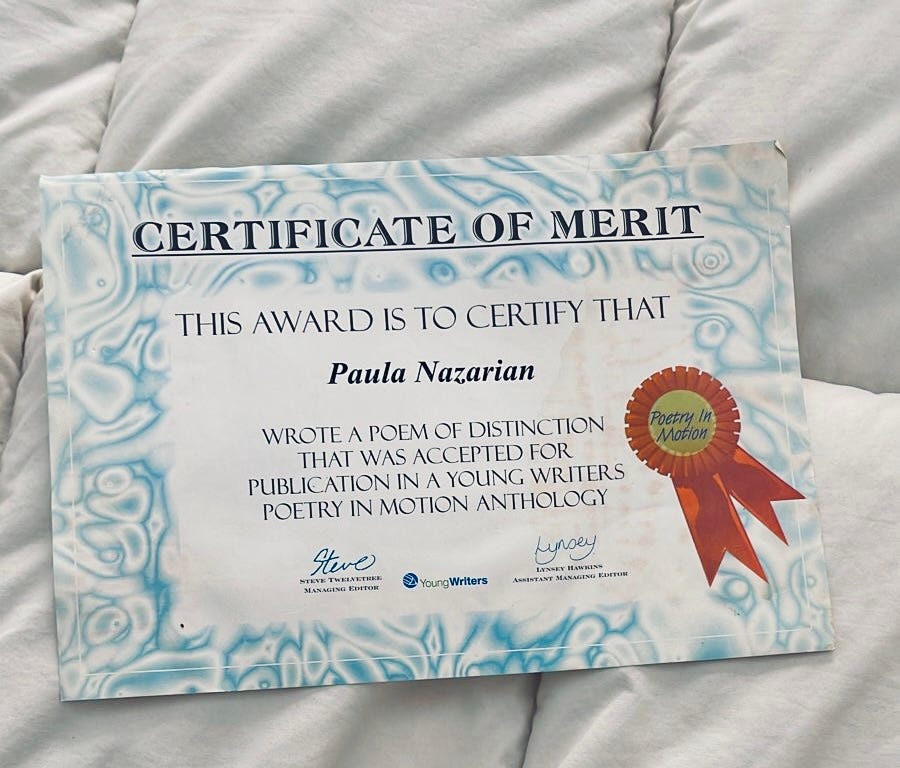 CERTIFICATE OF MERIT
THIS AWARD IS TO CERTIFY THAT
Paula Nazarian
WROTE A POEM OF DISTINCTION
THAT WAS ACCEPTED FOR
PUBLICATION IN A YOUNG WRITERS
POETRY IN MOTION ANTHOLOGY
Poetry In
Motion
Steve
STEVE TWELVETREE
MANAGING EDITOR
YoungWriters
Lynsey
LYNSEY HAWKINS
ASSISTANT MANAGING EDITOR